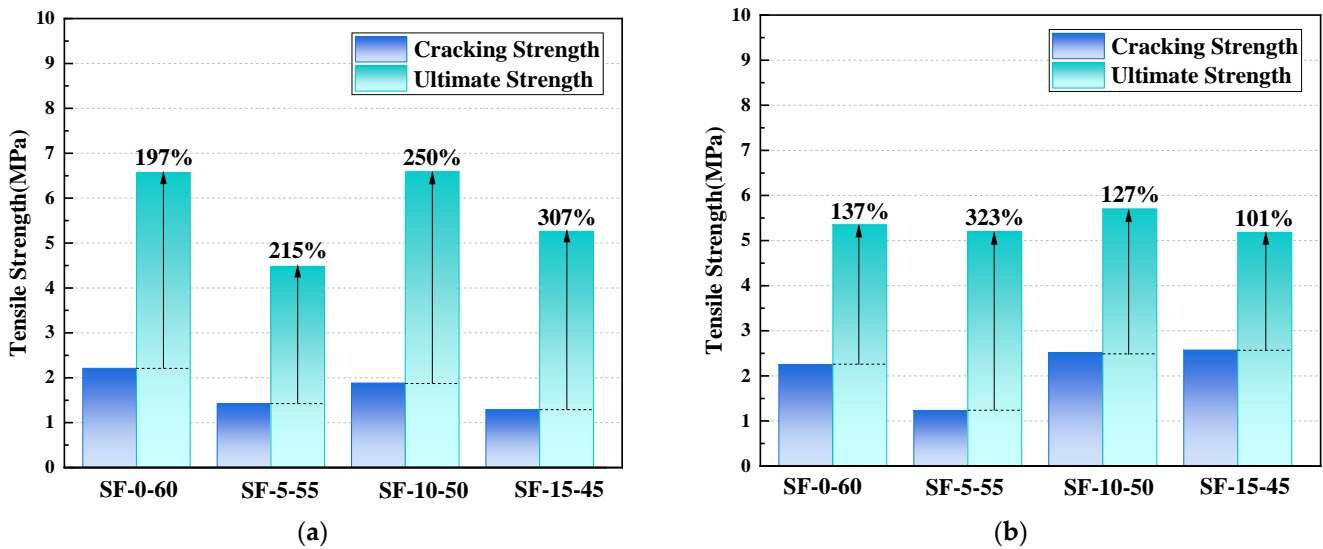 Tensile Strength(MPa)
10
9
8
7
6
5
4
3
2
1
0
Cracking Strength
Ultimate Strength
197%
215%
250%
307%
SF-0-60
SF-5-55
SF-10-50
SF-15-45
(a)
Tensile Strength(MPa)
10
9
8
7
6
5
4
3
2
1
0
Cracking Strength
Ultimate Strength
137%
323%
127%
101%
SF-0-60
SF-5-55
SF-10-50
SF-15-45
(b)